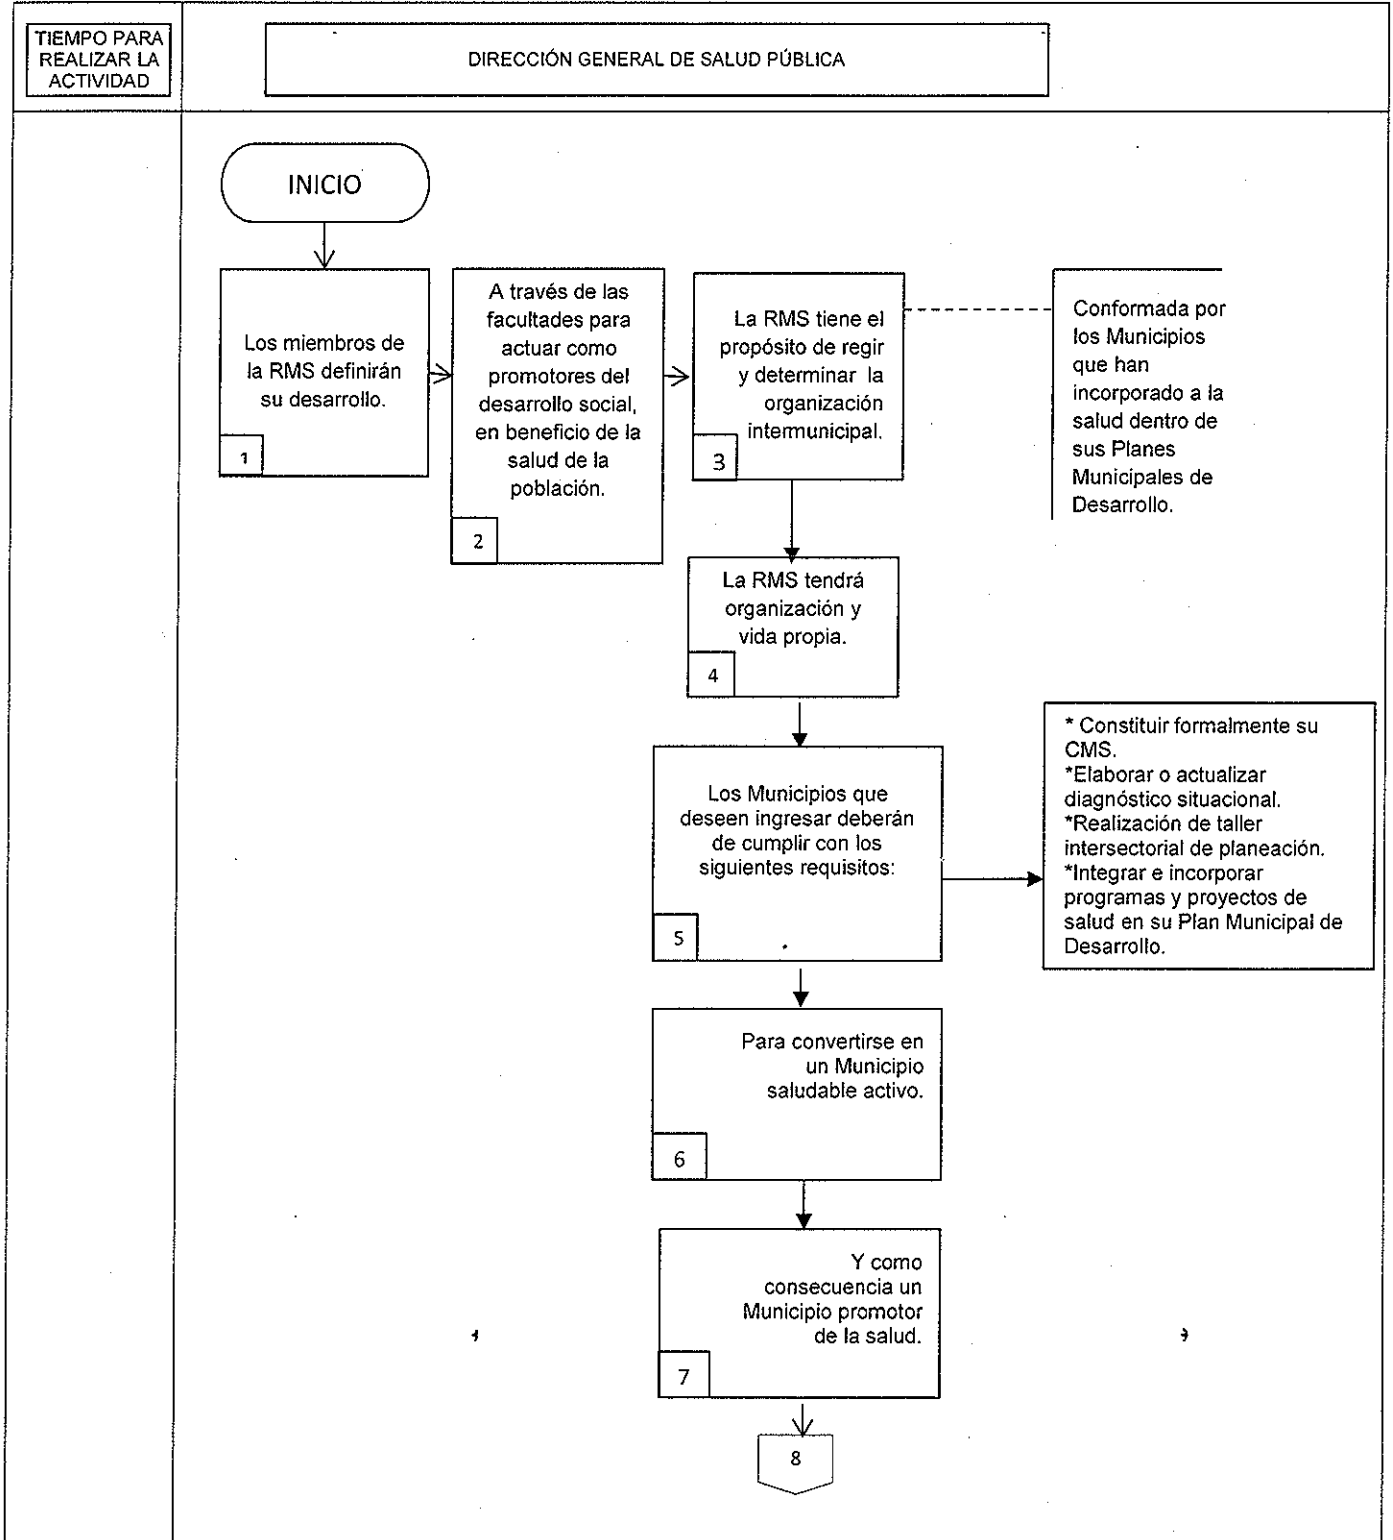 TIEMPO PARA
REALIZAR LA
ACTIVIDAD
DIRECCIÓN GENERAL DE SALUD PÚBLICA
INICIO
Los miembros de
la RMS definirán
su desarrollo.
1
A través de las
facultades para
actuar como
promotores del
desarrollo social,
en beneficio de la
salud de la
población.
2
La RMS tiene el
propósito de regir
y determinar la
organización
intermunicipal.
3
Conformada por
los Municipios
que han
incorporado a la
salud dentro de
sus Planes
Municipales de
Desarrollo.
La RMS tendrá
organización y
vida propia.
4
Los Municipios que
deseen ingresar deberán
de cumplir con los
siguientes requisitos:
5
* Constituir formalmente su
CMS.
*Elaborar o actualizar
diagnóstico situacional.
*Realización de taller
intersectorial de planeación.
*Integrar e incorporar
programas y proyectos de
salud en su Plan Municipal de
Desarrollo.
Para convertirse en
un Municipio
saludable activo.
6
Y como
consecuencia un
Municipio promotor
de la salud.
7
8